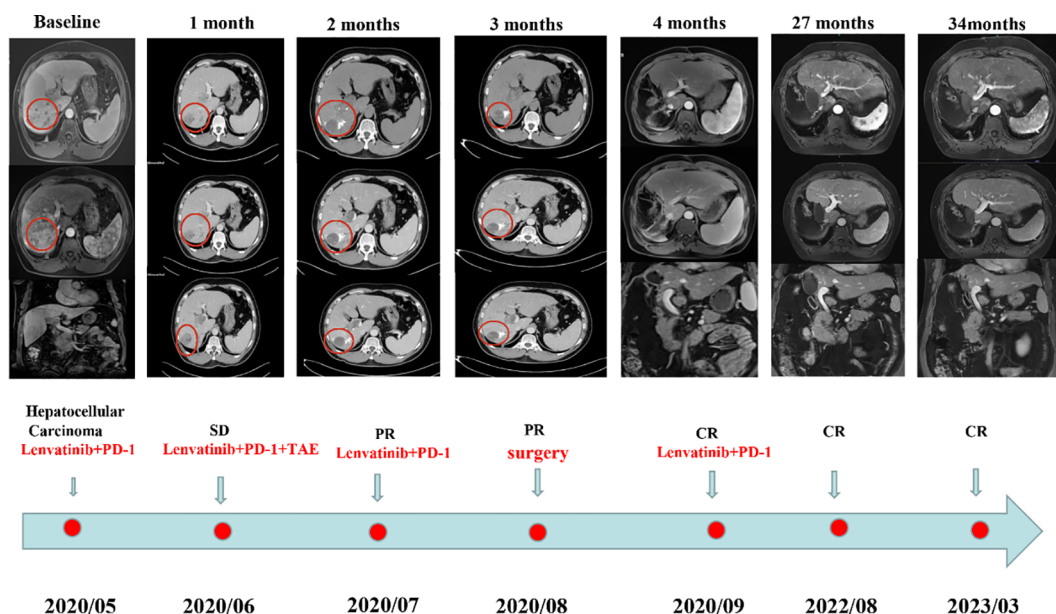 Baseline
1 month
2 months
3 months
4 months
27 months
34months
Hepatocellular
Carcinoma
Lenvatinib+PD-1
SD
Lenvatinib+PD-1+TAE
PR
Lenvatinib+PD-1
PR
surgery
CR
Lenvatinib+PD-1
CR
CR
2020/05
2020/06
2020/07
2020/08
2020/09
2022/08
2023/03